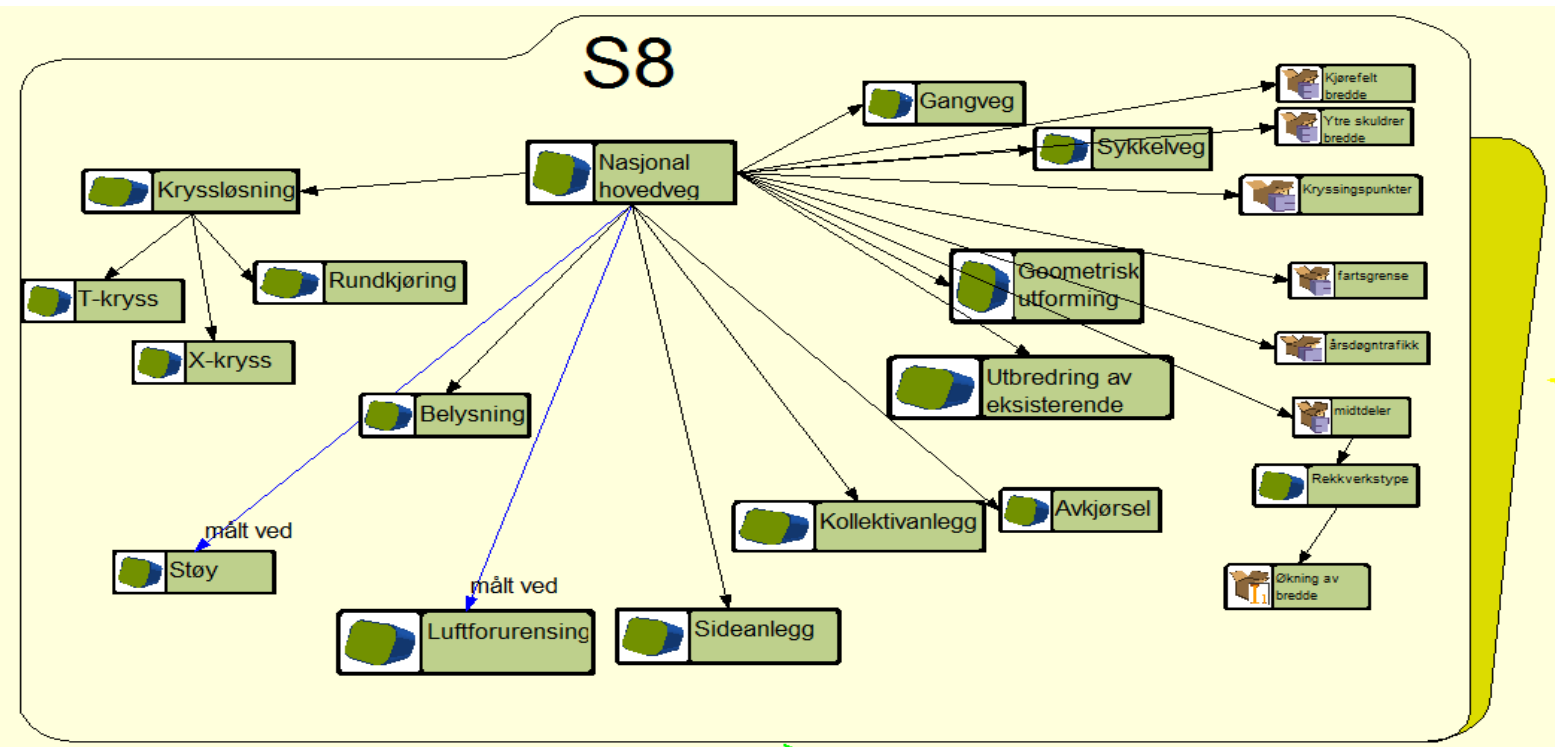 S8
Kjørefelt
bredde
Gangveg
Ytre skuldrer
bredde
Sykkelveg
Nasjonal
hovedveg
Kryssløsning
Kryssingspunkter
Geometrisk
utforming
fartsgrense
Rundkjøring
T-kryss
årsdøgntrafikk
X-kryss
Utbredring av
eksisterende
Belysning
midtdeler
Rekkverkstype
Avkjørsel
Kollektivanlegg
målt ved
Støy
Økning av
bredde
målt ved
Luftforurensing
Sideanlegg